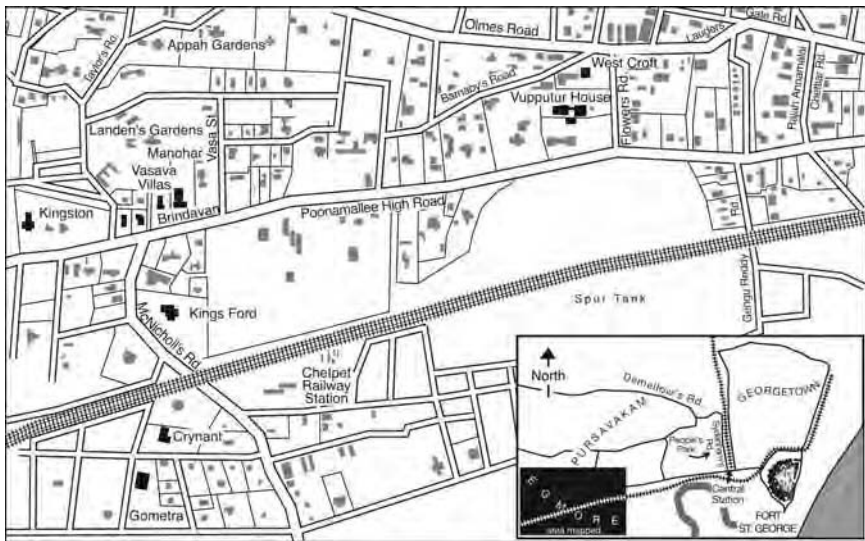 Olmes Road
Gate Rd.
Lauders
Taylor's Rd.
Appah Gardens
West Croft
Barnaby's Road
Vupputur House
Flowers Rd.
Rajah Annamalai
Chettiar Rd.
Landen's Gardens
Vasa St
Manohar
Vasava
Villas
Brindavan
Kingston
Poonamallee High Road
Rd
Gengu Reddy
Spur Tank
Kings Ford
McNicholl's Rd.
Chelpet
Railway
Station
Crynant
Gometra
North
Demellow's Rd.
GEORGETOWN
PURSAVAKAM
People's
Park
Central
Station
EGMORE
area mapped
FORT
ST. GEORGE